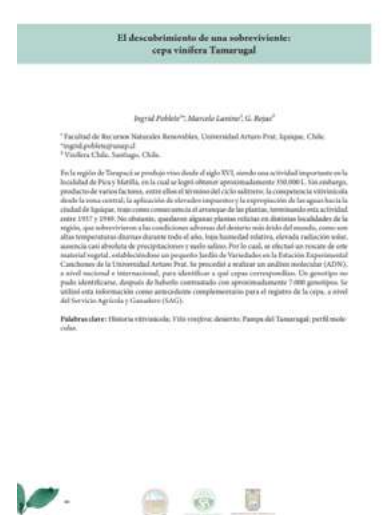 El descubrimiento de una sobreviviente:
cepa vinífera Tamarugal
Ingrid Poblete, Marcelo Lanino, G. Rojas
Facultad de Recursos Naturales Renovables, Universidad Arturo Prat, Iquique, Chile.
*ingrid.poblete@unap.cl
Vinifera Chile, Santiago, Chile.
En la región de Tarapacá se produjo vino desde el siglo XVI, siendo una actividad importante en la
localidad de Pica y Matilla, en la cual se logró obtener aproximadamente 350.000 L. Sin embargo,
producto de varios factores, entre ellos el término del ciclo salitrero, la competencia vitivinícola
desde la zona central, la aplicación de elevados impuestos y la expropiación de las aguas hacia la
ciudad de Iquique, trajo como consecuencia el arranque de las plantas, terminando esta actividad
entre 1937 y 1940. No obstante, quedaron algunas plantas relictas en distintas localidades de la
región, que sobrevivieron a las condiciones adversas del desierto más árido del mundo, como son
altas temperaturas diurnas durante todo el año, baja humedad relativa, elevada radiación solar,
ausencia casi absoluta de precipitaciones y suelo salino. Por lo cual, se efectuó un rescate de este
material vegetal, estableciéndose un pequeño Jardín de Variedades en la Estación Experimental
Canchones de la Universidad Arturo Prat. Se procedió a realizar un análisis molecular (ADN),
a nivel nacional e internacional, para identificar a qué cepas correspondían. Un genotipo no
pudo identificarse, después de haberlo contrastado con aproximadamente 7.000 genotipos. Se
utilizó esta información como antecedente complementario para el registro de la cepa, a nivel
del Servicio Agrícola y Ganadero (SAG).
Palabras clave: Historia vitivinícola; Vitis vinifera; desierto; Pampa del Tamarugal; perfil mole-
cular.